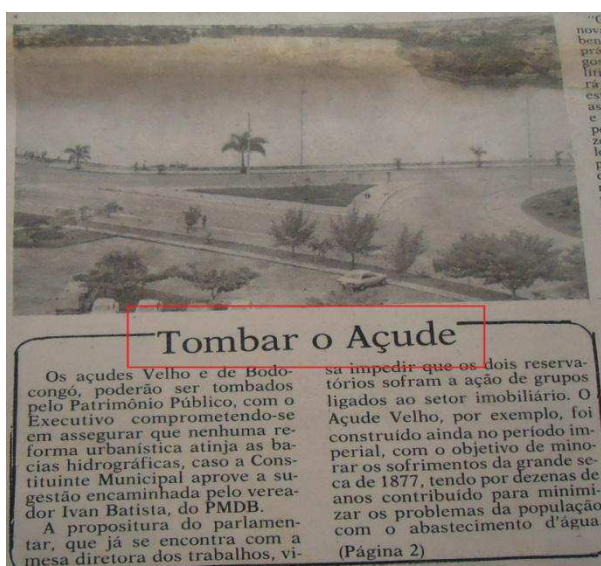 Tombar o Açude
Os açudes Velho e de Bodo-
congó, poderão ser tombados
pelo Patrimônio Público, com o
Executivo comprometendo-se
em assegurar que nenhuma re-
forma urbanística atinja as ba-
cias hidrográficas, caso a Cons-
tituinte Municipal aprove a su-
gestão encaminhada pelo verea-
dor Ivan Batista, do PMDB.
A propositura do parlamen-
tar, que já se encontra com a
mesa diretora dos trabalhos, vi-
sa impedir que os dois reserva-
tórios sofram a ação de grupos
ligados ao setor imobiliário. O
Açude Velho, por exemplo, foi
construído ainda no período im-
perial, com o objetivo de mino-
rar os sofrimentos da grande se-
ca de 1877, tendo por dezenas de
anos contribuído para minimi-
zar os problemas da população
com o abastecimento d'água
(Página 2)